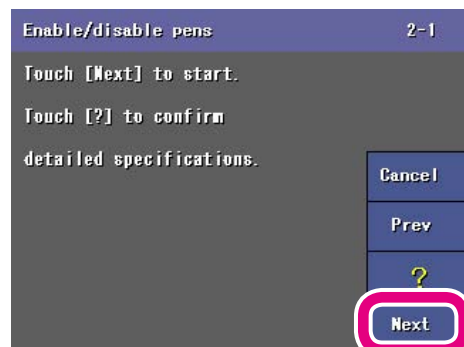 Enable/disable pens 2-1
Touch [Next] to start.
Touch [?] to confirm
detailed specifications.
Cancel
Prev
?
Next